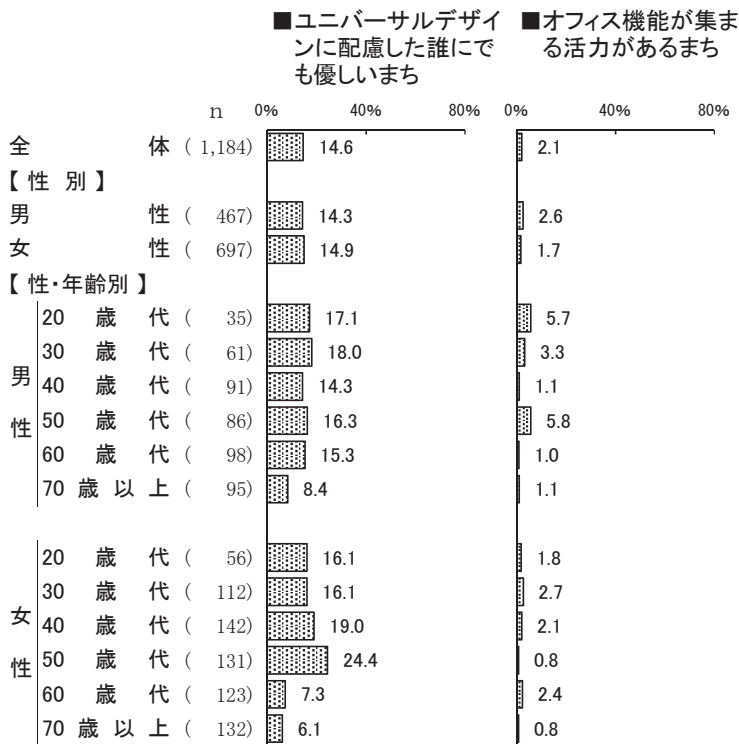 ■ユニバーサルデザイ ■オフィス機能が集ま
ンに配慮した誰にで る活力があるまち
も優しいまち
n 0% 40% 80% 0% 40% 80%
全体 ( 1,184) 14.6 2.1
【 性 別 】
男性 ( 467) 14.3 2.6
女性 ( 697) 14.9 1.7
【 性・年齢別 】
男性
20 歳 代 ( 35) 17.1 5.7
30 歳 代 ( 61) 18.0 3.3
40 歳 代 ( 91) 14.3 1.1
50 歳 代 ( 86) 16.3 5.8
60 歳 代 ( 98) 15.3 1.0
70 歳 以 上 ( 95) 8.4 1.1
女性
20 歳 代 ( 56) 16.1 1.8
30 歳 代 ( 112) 16.1 2.7
40 歳 代 ( 142) 19.0 2.1
50 歳 代 ( 131) 24.4 0.8
60 歳 代 ( 123) 7.3 2.4
70 歳 以 上 ( 132) 6.1 0.8